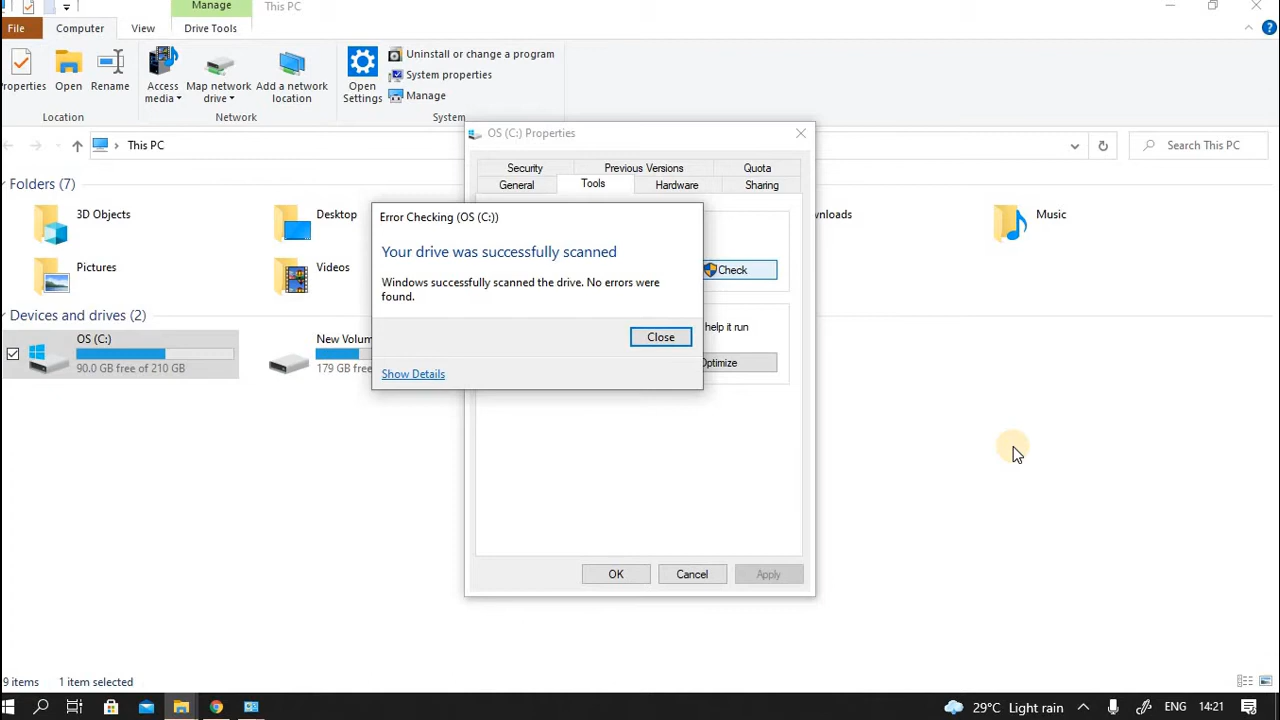 Manage
This PC
File
Computer
View
Drive Tools
Properties
Open
Rename
Access media
Map network drive
Add a network location
Open Settings
Uninstall or change a program
System properties
Manage
Location
Network
System
This PC
Search This PC
Folders (7)
3D Objects
Desktop
wnloads
Music
Pictures
Videos
Devices and drives (2)
OS (C:)
90.0 GB free of 210 GB
New Volum
179 GB free
OS (C:) Properties
Security
Previous Versions
Quota
General
Tools
Hardware
Sharing
Check
help it run
Optimize
OK
Cancel
Apply
Error Checking (OS (C:))
Your drive was successfully scanned
Windows successfully scanned the drive. No errors were
found.
Close
Show Details
9 items
1 item selected
29°C Light rain
ENG
14:21